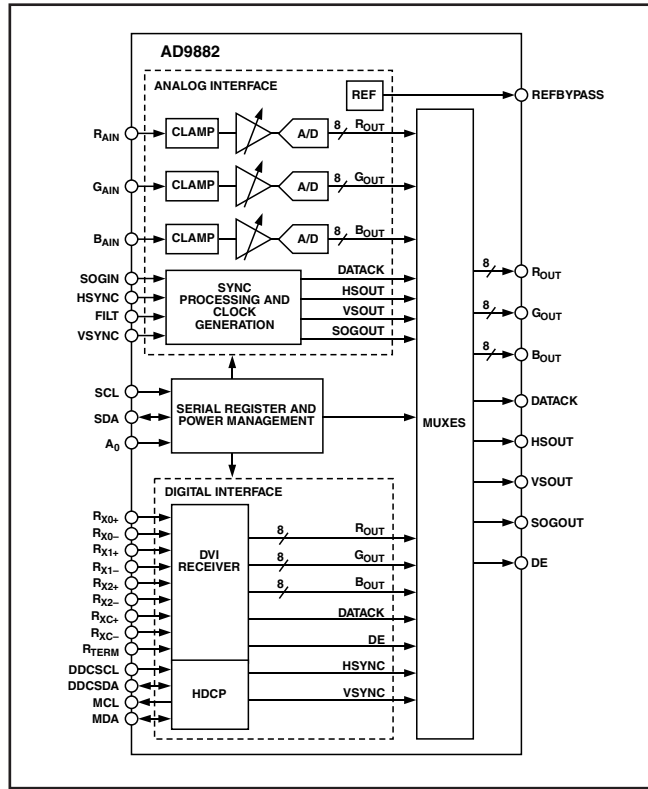 AD9882
ANALOG INTERFACE
REF
REFBYPASS
RAIN
CLAMP
A/D
8
ROUT
GAIN
CLAMP
A/D
8
GOUT
BAIN
CLAMP
A/D
8
BOUT
SOGIN
HSYNC
FILT
VSYNC
SYNC
PROCESSING AND
CLOCK
GENERATION
DATACK
HSOUT
VSOUT
SOGOUT
SCL
SDA
A0
SERIAL REGISTER AND
POWER MANAGEMENT
MUXES
8
ROUT
8
GOUT
8
BOUT
DATACK
HSOUT
VSOUT
SOGOUT
DE
DIGITAL INTERFACE
RX0+
RX0–
RX1+
RX1–
RX2+
RX2–
RXC+
RXC–
RTERM
DVI
RECEIVER
8
ROUT
8
GOUT
8
BOUT
DATACK
DE
DDCSCL
DDCSDA
MCL
MDA
HDCP
HSYNC
VSYNC